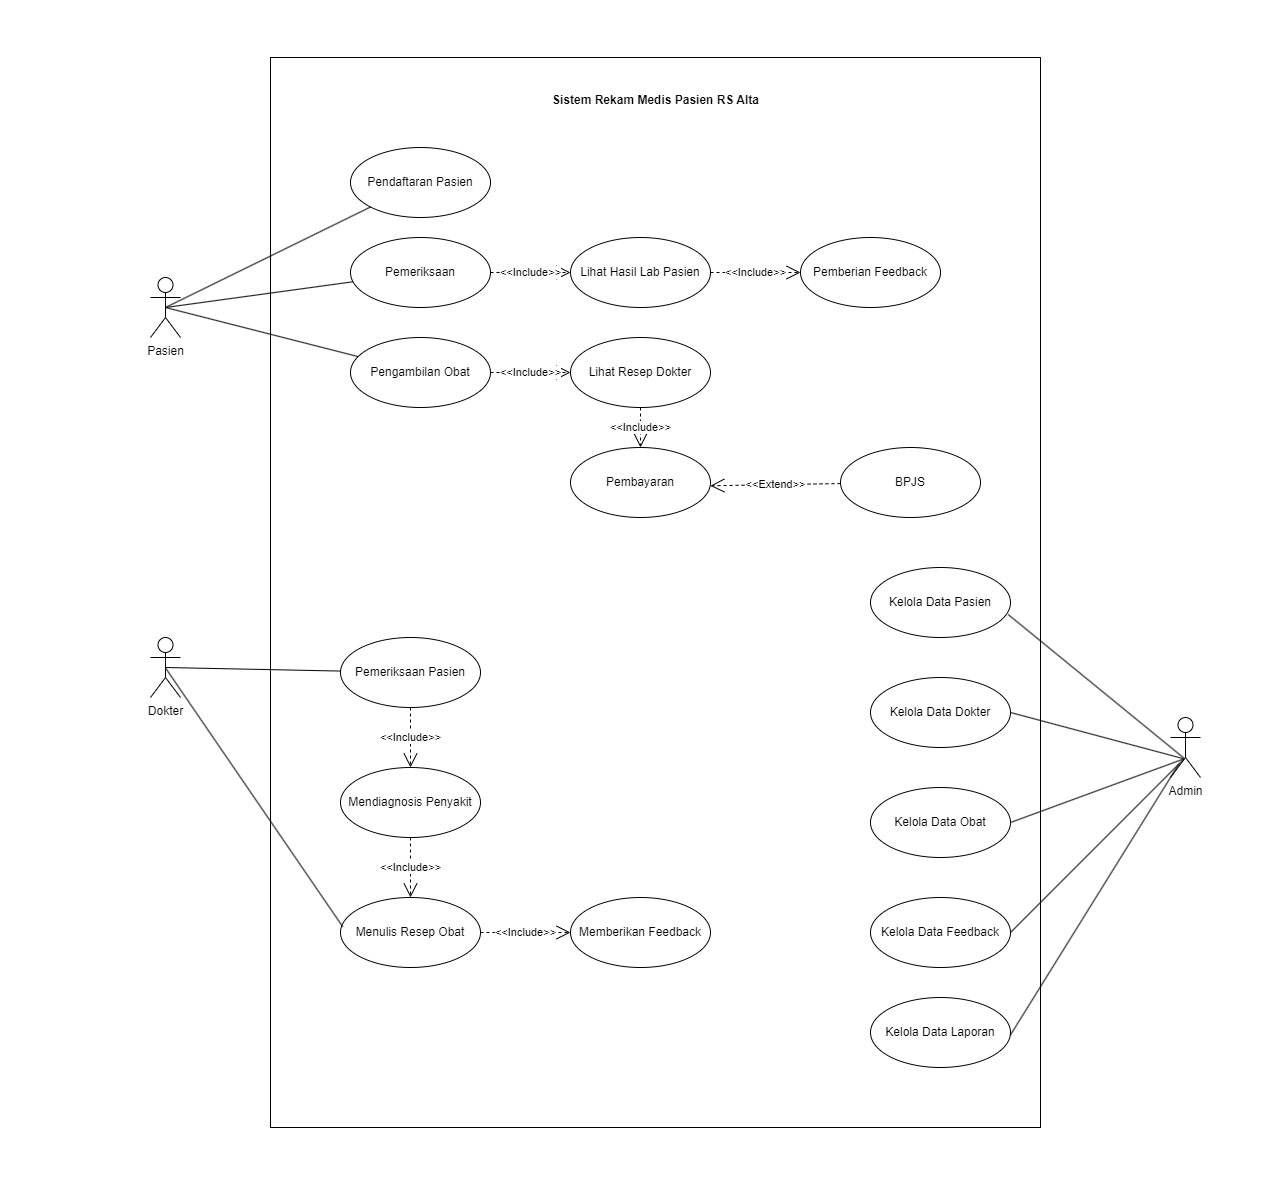 Sistem Rekam Medis Pasien RS Alta
Pendaftaran Pasien
Pemeriksaan
<<Include>>
Lihat Hasil Lab Pasien
<<Include>>
Pemberian Feedback
Pasien
Pengambilan Obat
<<Include>>
Lihat Resep Dokter
<<Include>>
Pembayaran
<<Extend>>
BPJS
Kelola Data Pasien
Dokter
Pemeriksaan Pasien
Kelola Data Dokter
<<Include>>
Admin
Mendiagnosis Penyakit
Kelola Data Obat
<<Include>>
Menulis Resep Obat
<<Include>>
Memberikan Feedback
Kelola Data Feedback
Kelola Data Laporan